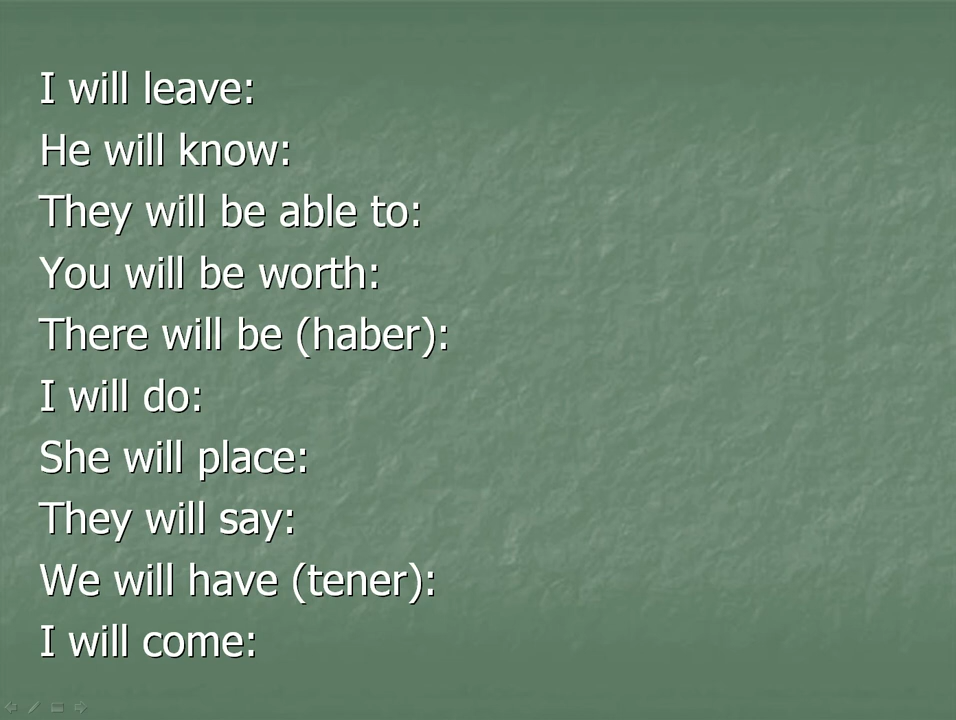 I will leave:
He will know:
They will be able to:
You will be worth:
There will be (haber):
I will do:
She will place:
They will say:
We will have (tener):
I will come: